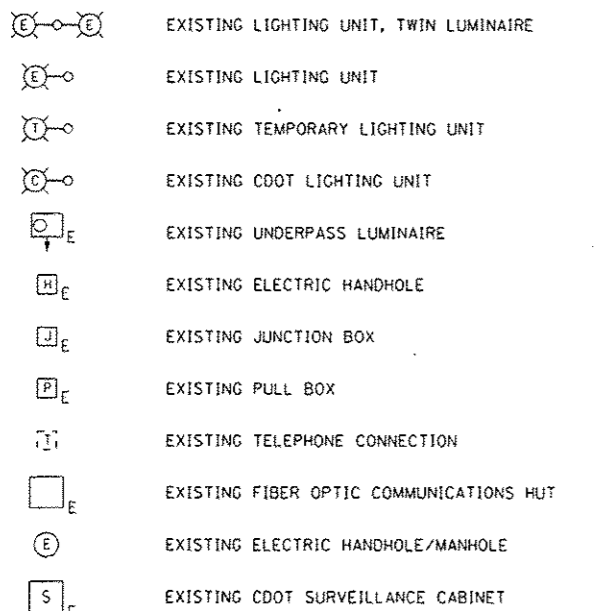 E E EXISTING LIGHTING UNIT, TWIN LUMINAIRE
E EXISTING LIGHTING UNIT
T EXISTING TEMPORARY LIGHTING UNIT
C EXISTING CDOT LIGHTING UNIT
E EXISTING UNDERPASS LUMINAIRE
H E EXISTING ELECTRIC HANDHOLE
J E EXISTING JUNCTION BOX
P E EXISTING PULL BOX
T EXISTING TELEPHONE CONNECTION
E EXISTING FIBER OPTIC COMMUNICATIONS HUT
E EXISTING ELECTRIC HANDHOLE/MANHOLE
S E EXISTING CDOT SURVEILLANCE CABINET